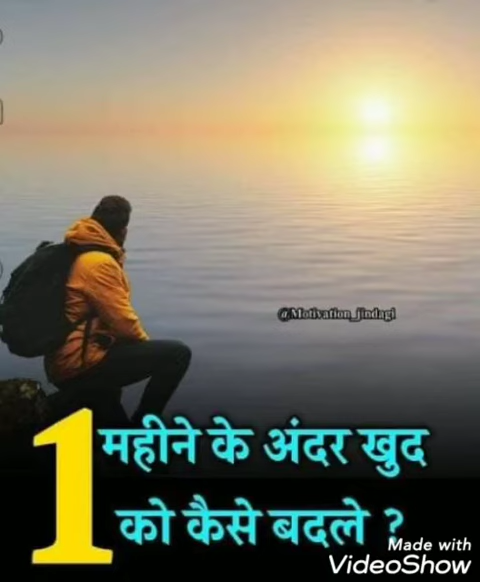 @Motivation_jindagi
1 महीने के अंदर खुद
को कैसे बदले ?
Made with
VideoShow